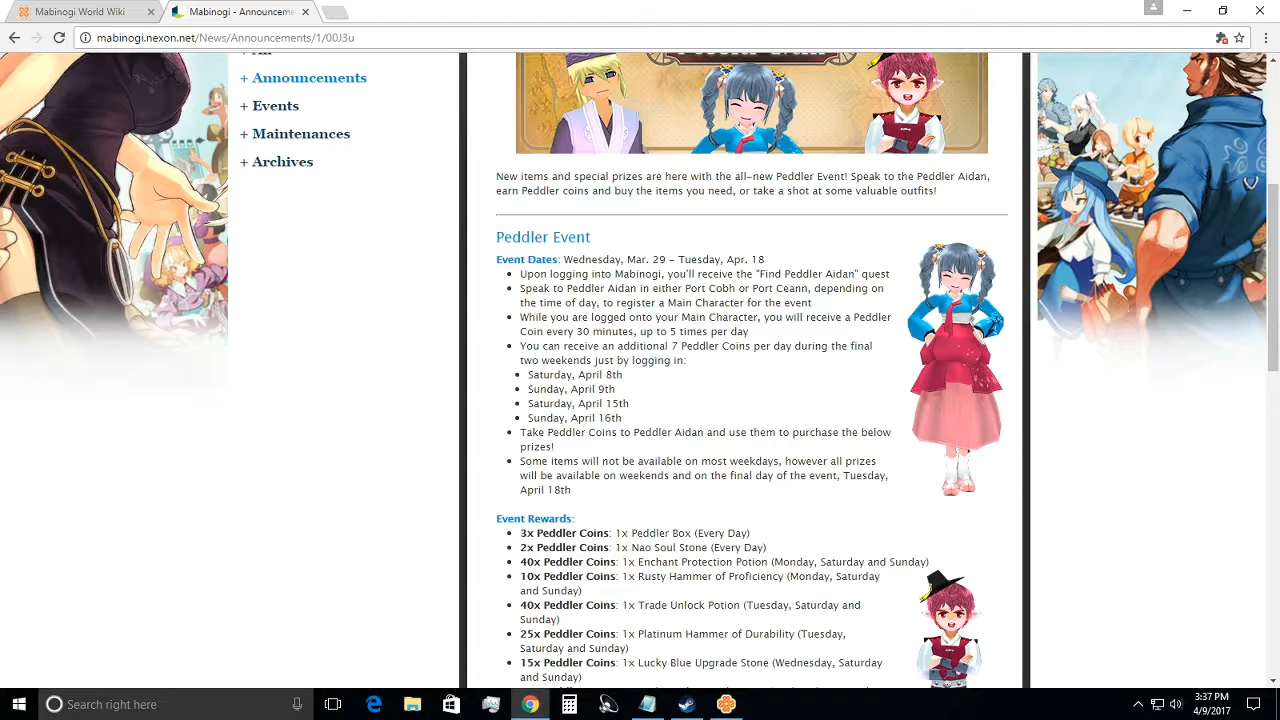 Mabinogi World Wiki
Mabinogi - Announceme
mabinogi.nexon.net/News/Announcements/1/00J3u
+ Announcements
+ Events
+ Maintenances
+ Archives
New items and special prizes are here with the all-new Peddler Event! Speak to the Peddler Aidan,
earn Peddler coins and buy the items you need, or take a shot at some valuable outfits!
Peddler Event
Event Dates: Wednesday, Mar. 29 - Tuesday, Apr. 18
Upon logging into Mabinogi, you'll receive the "Find Peddler Aidan" quest
Speak to Peddler Aidan in either Port Cobh or Port Ceann, depending on
the time of day, to register a Main Character for the event
While you are logged onto your Main Character, you will receive a Peddler
Coin every 30 minutes, up to 5 times per day
You can receive an additional 7 Peddler Coins per day during the final
two weekends just by logging in:
Saturday, April 8th
Sunday, April 9th
Saturday, April 15th
Sunday, April 16th
Take Peddler Coins to Peddler Aidan and use them to purchase the below
prizes!
Some items will not be available on most weekdays, however all prizes
will be available on weekends and on the final day of the event, Tuesday,
April 18th
Event Rewards:
3x Peddler Coins: 1x Peddler Box (Every Day)
2x Peddler Coins: 1x Nao Soul Stone (Every Day)
40x Peddler Coins: 1x Enchant Protection Potion (Monday, Saturday and Sunday)
10x Peddler Coins: 1x Rusty Hammer of Proficiency (Monday, Saturday
and Sunday)
40x Peddler Coins: 1x Trade Unlock Potion (Tuesday, Saturday and
Sunday)
25x Peddler Coins: 1x Platinum Hammer of Durability (Tuesday,
Saturday and Sunday)
15x Peddler Coins: 1x Lucky Blue Upgrade Stone (Wednesday, Saturday
and Sunday)
Search right here
3:37 PM
4/9/2017